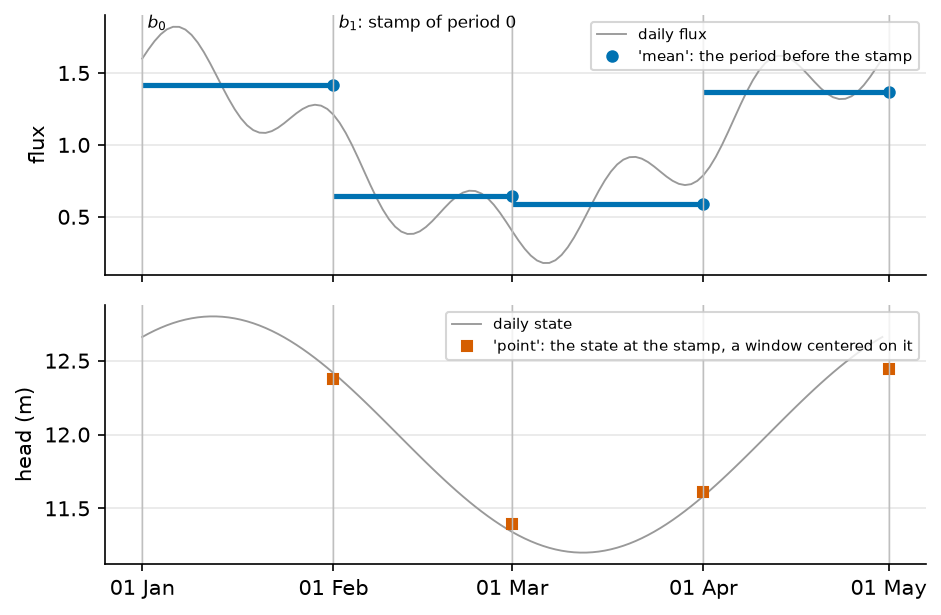 b₀
b₁: stamp of period 0
daily flux
'mean': the period before the stamp
1.5
1.0
0.5
flux
daily state
'point': the state at the stamp, a window centered on it
12.5
12.0
11.5
head (m)
01 Jan
01 Feb
01 Mar
01 Apr
01 May